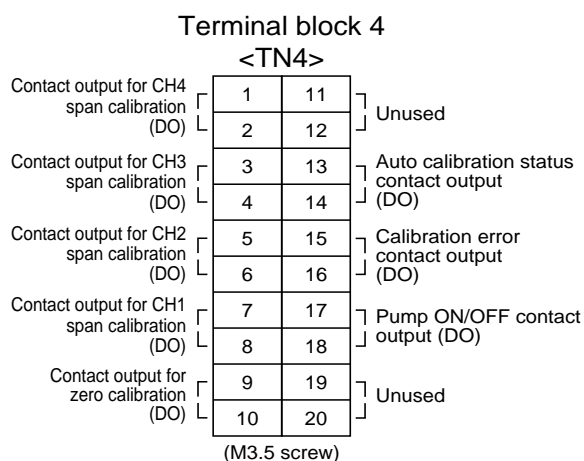 Terminal block 4
<TN4>
Contact output for CH4
span calibration
(DO)
1 11
2 12
Unused
Contact output for CH3
span calibration
(DO)
3 13
4 14
Auto calibration status
contact output
(DO)
Contact output for CH2
span calibration
(DO)
5 15
6 16
Calibration error
contact output
(DO)
Contact output for CH1
span calibration
(DO)
7 17
8 18
Pump ON/OFF contact
output (DO)
Contact output for
zero calibration
(DO)
9 19
10 20
Unused
(M3.5 screw)